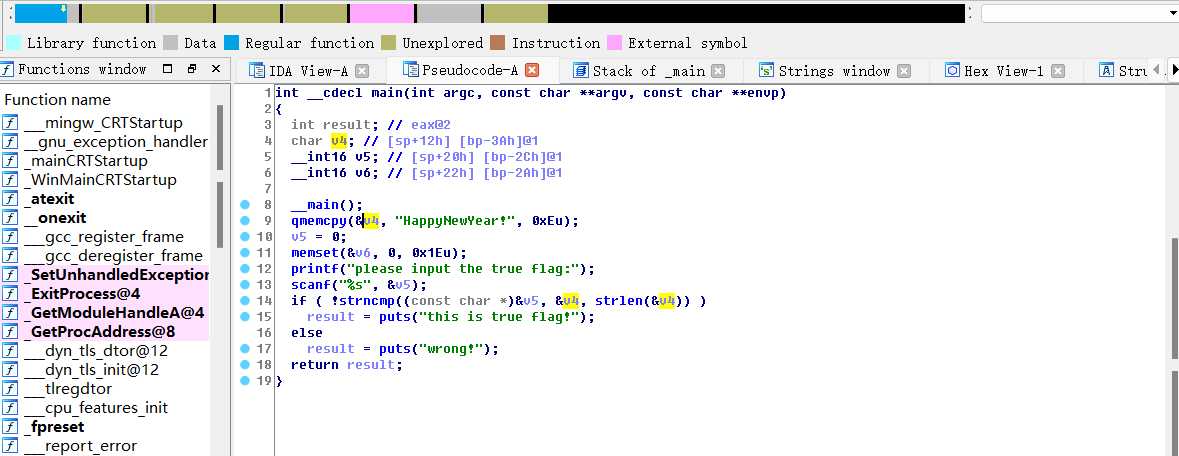 Library function Data Regular function Unexplored Instruction External symbol
Functions window
IDA View-A Pseudocode-A Stack of _main Strings window Hex View-1 Stru
Function name
___mingw_CRTStartup
__gnu_exception_handler
_mainCRTStartup
_WinMainCRTStartup
_atexit
__onexit
___gcc_register_frame
___gcc_deregister_frame
_SetUnhandledException
_ExitProcess@4
_GetModuleHandleA@4
_GetProcAddress@8
___dyn_tls_dtor@12
___dyn_tls_init@12
___tlregdtor
___cpu_features_init
_fpreset
___report_error
1 int __cdecl main(int argc, const char **argv, const char **envp)
2 {
3 int result; // eax@2
4 char v4; // [sp+12h] [bp-3Ah]@1
5 __int16 v5; // [sp+20h] [bp-2Ch]@1
6 __int16 v6; // [sp+22h] [bp-2Ah]@1
7
8 __main();
9 qmemcpy(&v4, "HappyNewYear!", 0xEu);
10 v5 = 0;
11 memset(&v6, 0, 0x1Eu);
12 printf("please input the true flag:");
13 scanf("%s", &v5);
14 if ( !strncmp((const char *)&v5, &v4, strlen(&v4)) )
15 result = puts("this is true flag!");
16 else
17 result = puts("wrong!");
18 return result;
19 }